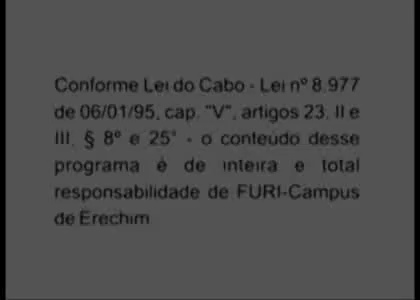 Conforme Lei do Cabo - Lei nº 8.977
de 06/01/95, cap. "V", artigos 23, II e
III, § 8º e 25° - o conteúdo desse
programa é de inteira e total
responsabilidade de FURI-Campus
de Erechim